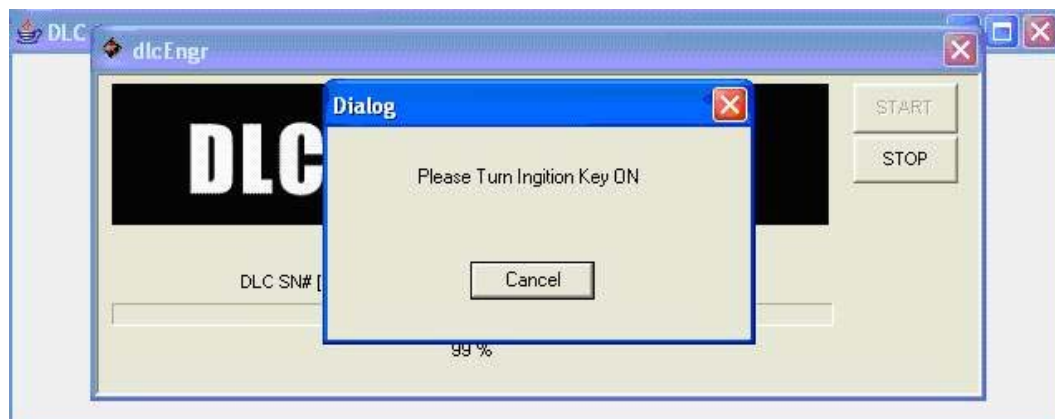 DLC
dlcEngr
Dialog
START
DLC
Please Turn Ingition Key ON
STOP
DLC SN# [
Cancel
99 %